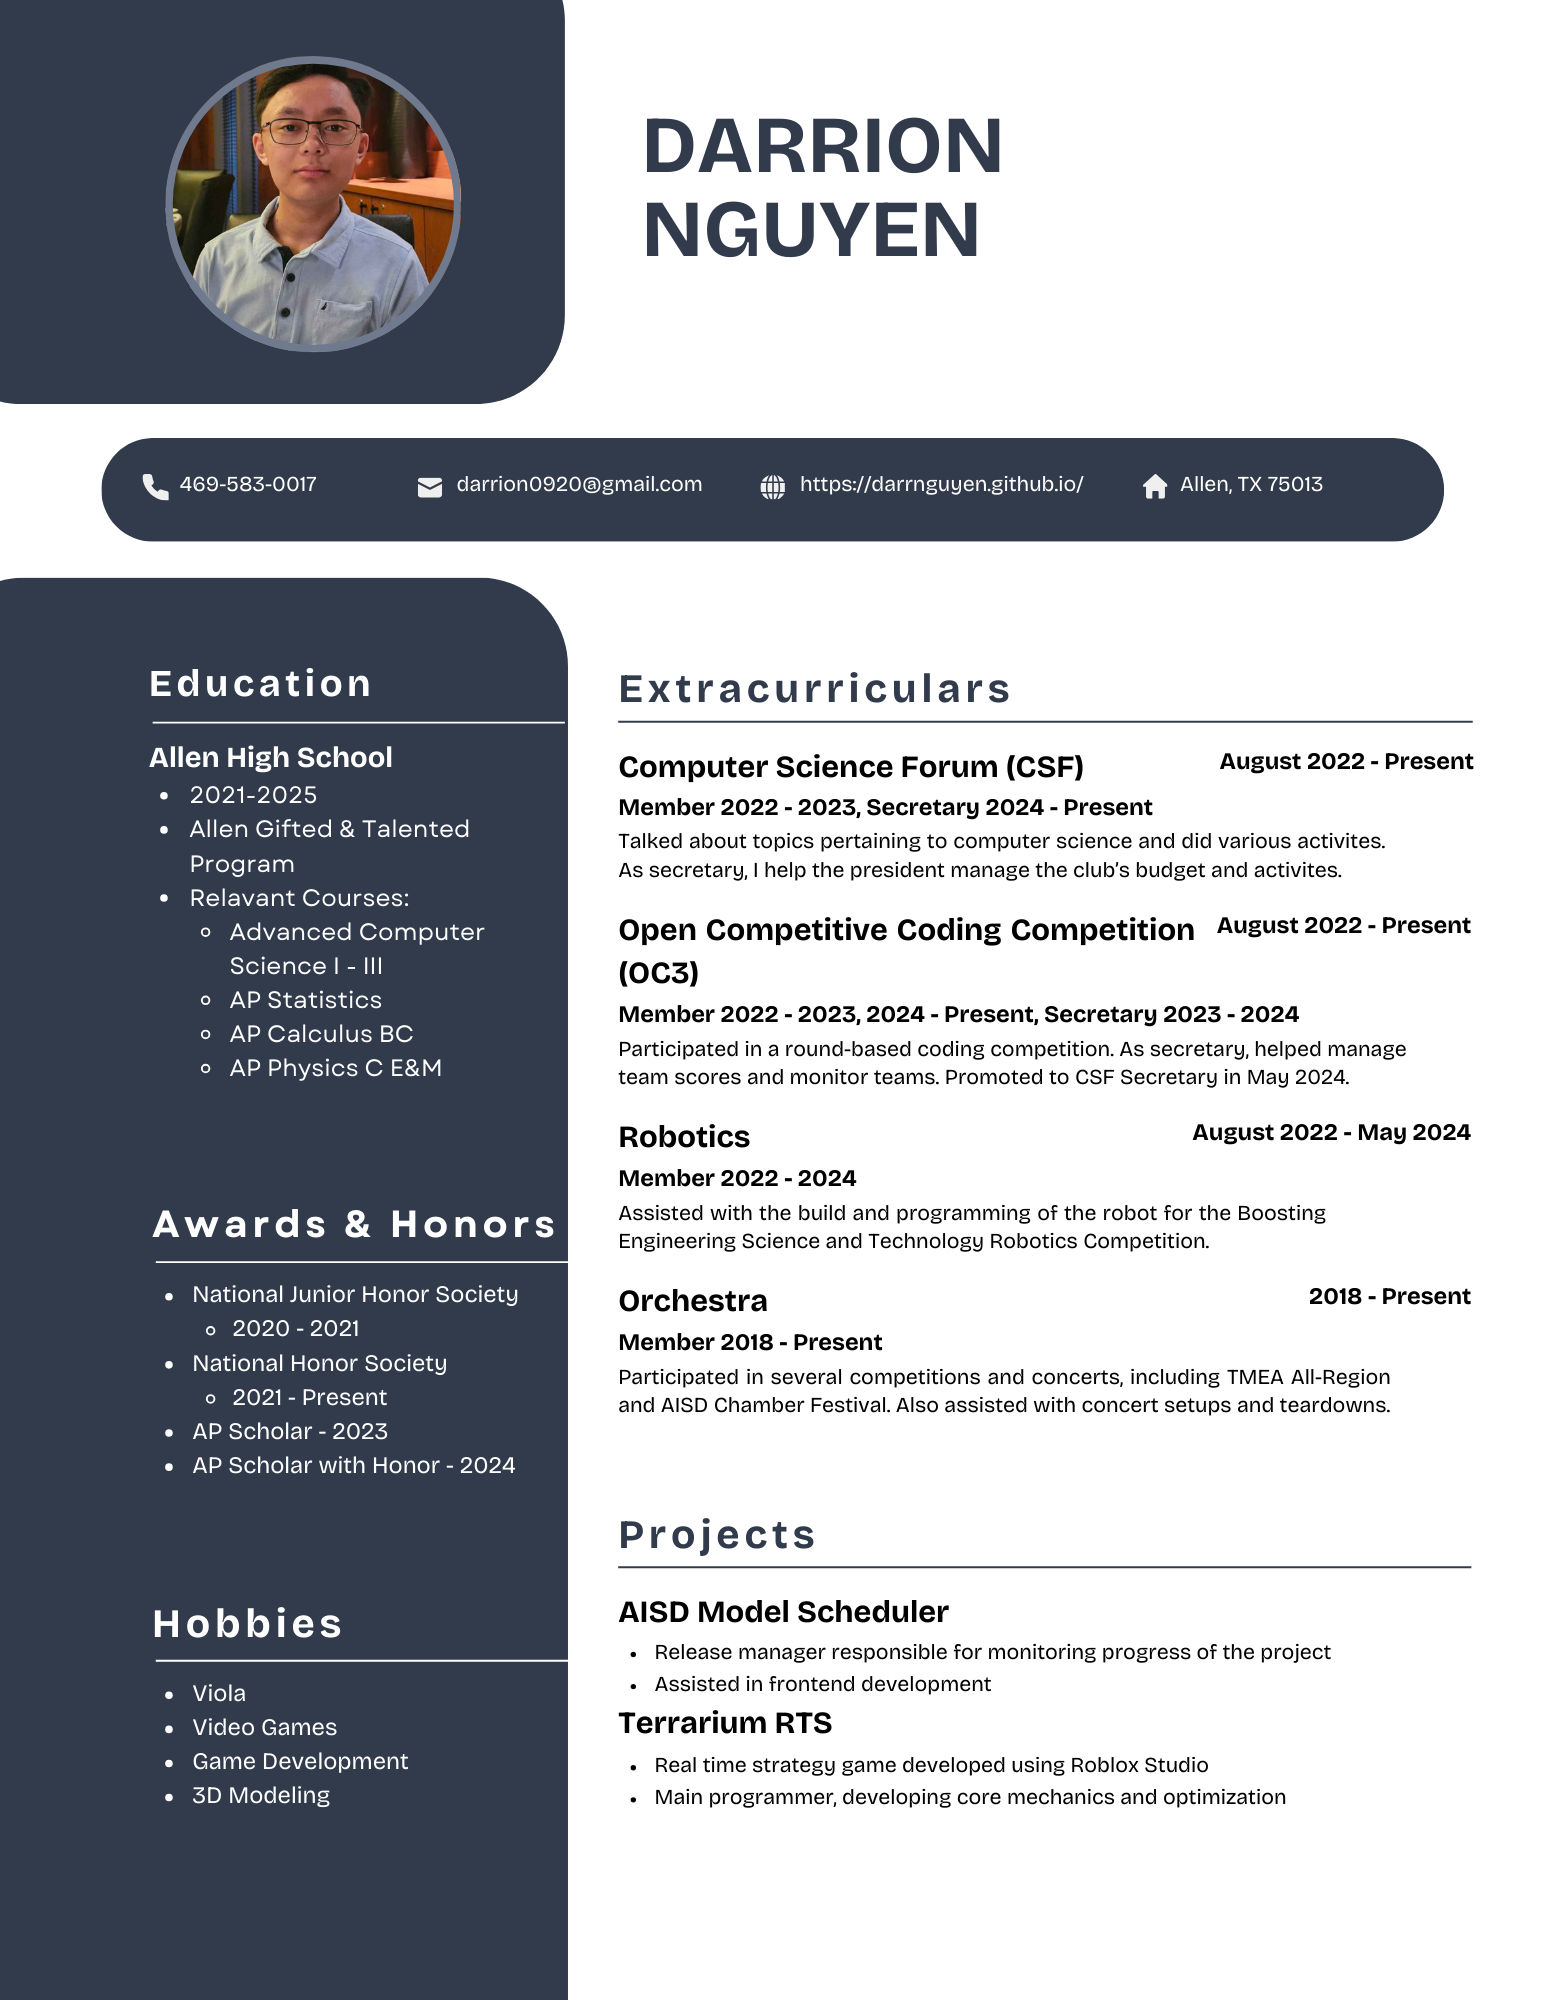 DARRION
NGUYEN
469-583-0017
darrion0920@gmail.com
https://darrnguyen.github.io/
Allen, TX 75013
Education
Allen High School
• 2021-2025
• Allen Gifted & Talented
Program
• Relavant Courses:
◦ Advanced Computer
Science I - III
◦ AP Statistics
◦ AP Calculus BC
◦ AP Physics C E&M
Awards & Honors
• National Junior Honor Society
◦ 2020 - 2021
• National Honor Society
◦ 2021 - Present
• AP Scholar - 2023
• AP Scholar with Honor - 2024
Hobbies
• Viola
• Video Games
• Game Development
• 3D Modeling
Extracurriculars
Computer Science Forum (CSF) August 2022 - Present
Member 2022 - 2023, Secretary 2024 - Present
Talked about topics pertaining to computer science and did various activites.
As secretary, I help the president manage the club’s budget and activites.
Open Competitive Coding Competition August 2022 - Present
(OC3)
Member 2022 - 2023, 2024 - Present, Secretary 2023 - 2024
Participated in a round-based coding competition. As secretary, helped manage
team scores and monitor teams. Promoted to CSF Secretary in May 2024.
Robotics August 2022 - May 2024
Member 2022 - 2024
Assisted with the build and programming of the robot for the Boosting
Engineering Science and Technology Robotics Competition.
Orchestra 2018 - Present
Member 2018 - Present
Participated in several competitions and concerts, including TMEA All-Region
and AISD Chamber Festival. Also assisted with concert setups and teardowns.
Projects
AISD Model Scheduler
• Release manager responsible for monitoring progress of the project
• Assisted in frontend development
Terrarium RTS
• Real time strategy game developed using Roblox Studio
• Main programmer, developing core mechanics and optimization